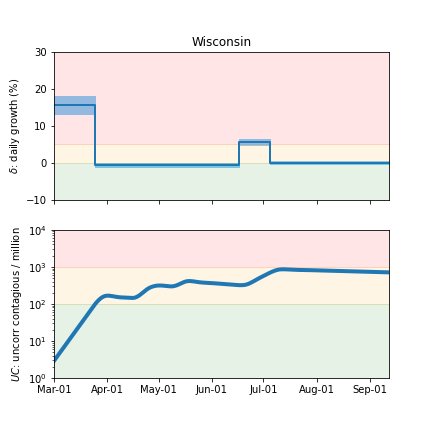 Wisconsin
30
20
10
0
−10
δ: daily growth (%)
10⁴
10³
10²
10¹
10⁰
UC: uncorr contagious / million
Mar-01 Apr-01 May-01 Jun-01 Jul-01 Aug-01 Sep-01